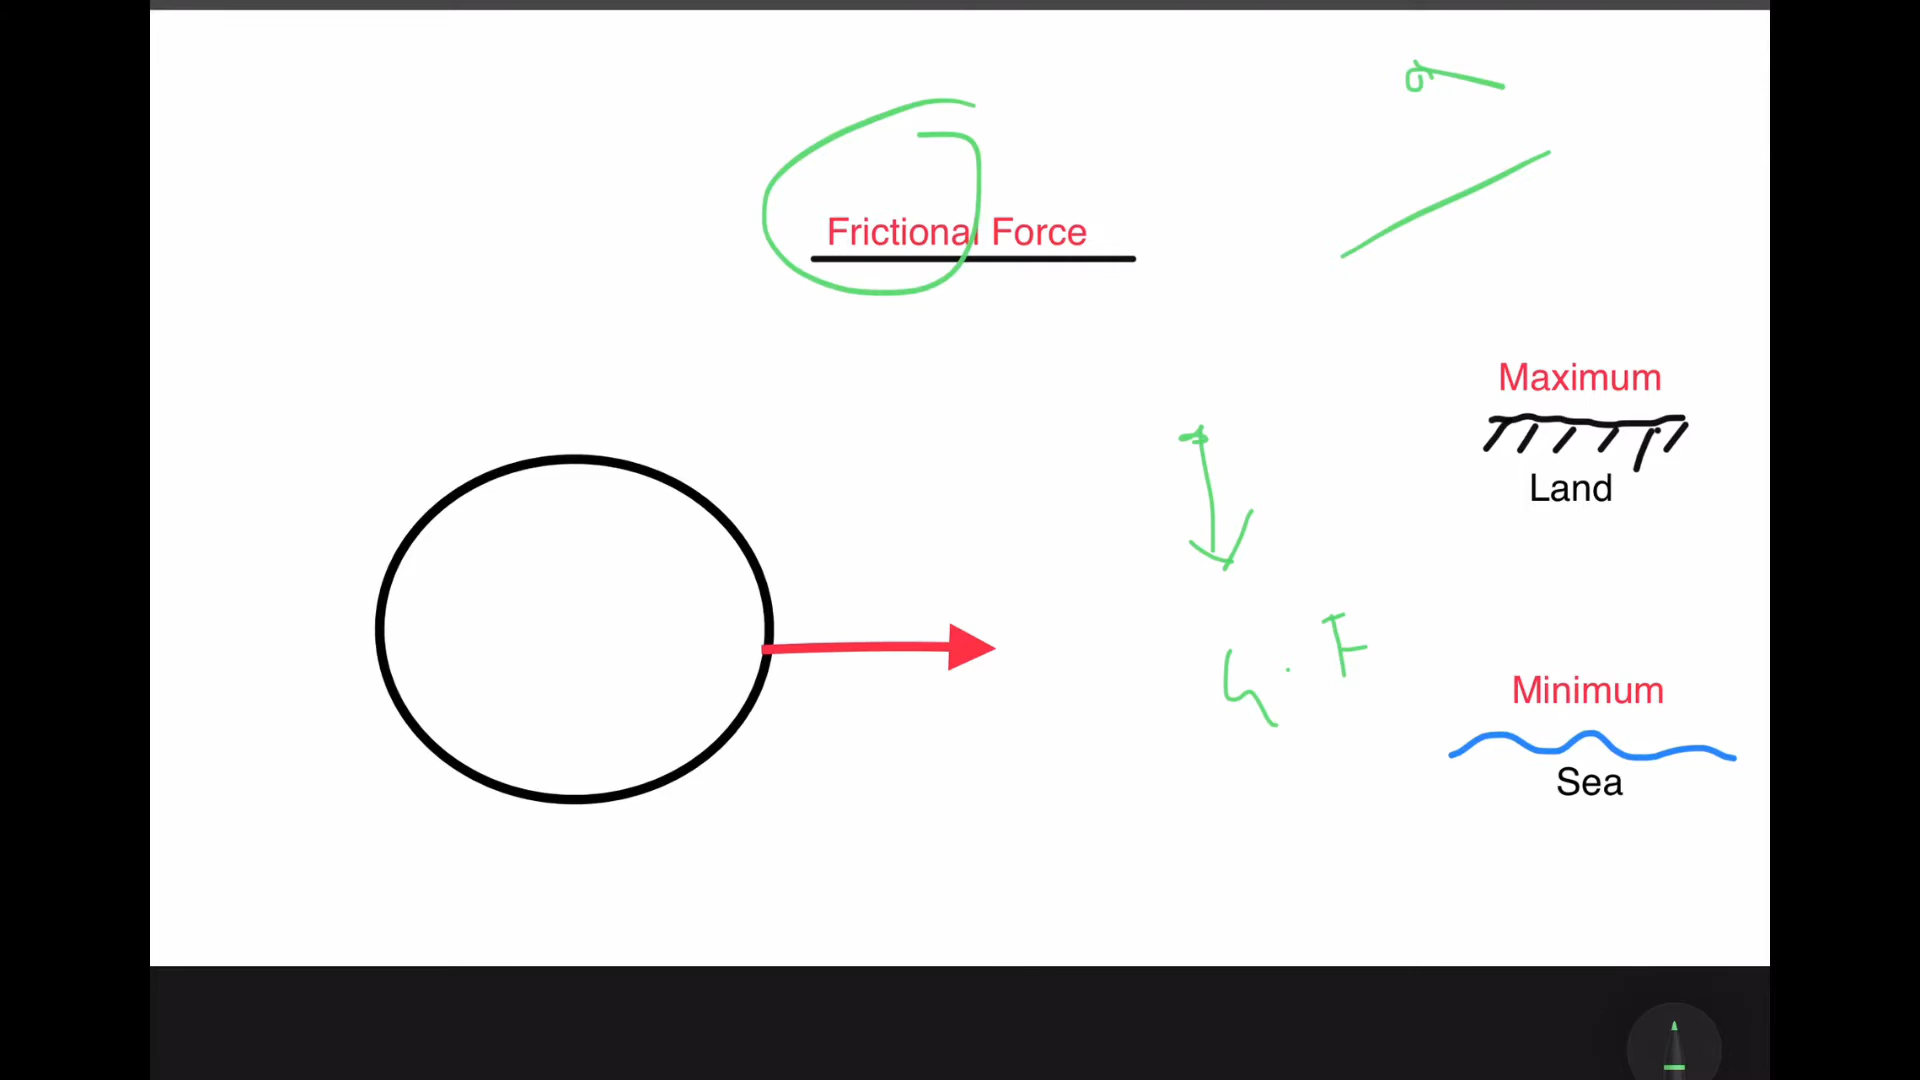 Frictional Force
Maximum
Land
G. F
Minimum
Sea